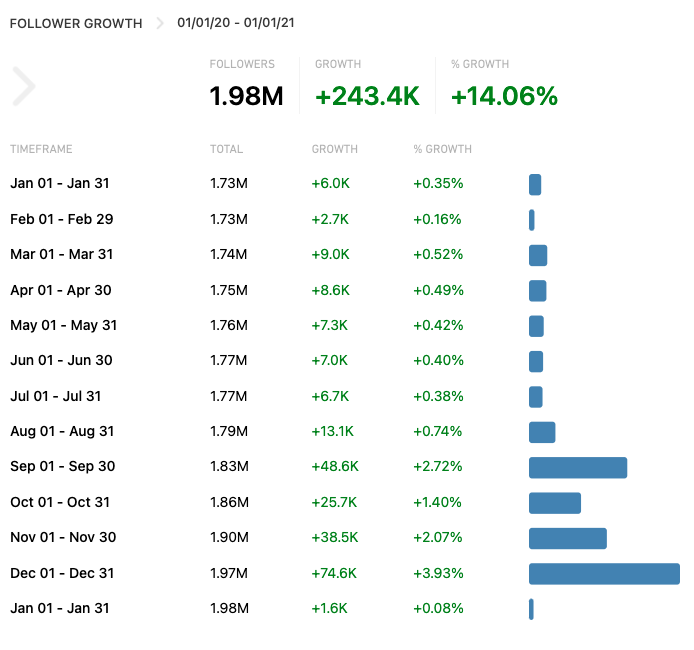 FOLLOWER GROWTH 01/01/20 - 01/01/21
FOLLOWERS GROWTH % GROWTH
1.98M +243.4K +14.06%
TIMEFRAME TOTAL GROWTH % GROWTH
Jan 01 - Jan 31 1.73M +6.0K +0.35%
Feb 01 - Feb 29 1.73M +2.7K +0.16%
Mar 01 - Mar 31 1.74M +9.0K +0.52%
Apr 01 - Apr 30 1.75M +8.6K +0.49%
May 01 - May 31 1.76M +7.3K +0.42%
Jun 01 - Jun 30 1.77M +7.0K +0.40%
Jul 01 - Jul 31 1.77M +6.7K +0.38%
Aug 01 - Aug 31 1.79M +13.1K +0.74%
Sep 01 - Sep 30 1.83M +48.6K +2.72%
Oct 01 - Oct 31 1.86M +25.7K +1.40%
Nov 01 - Nov 30 1.90M +38.5K +2.07%
Dec 01 - Dec 31 1.97M +74.6K +3.93%
Jan 01 - Jan 31 1.98M +1.6K +0.08%